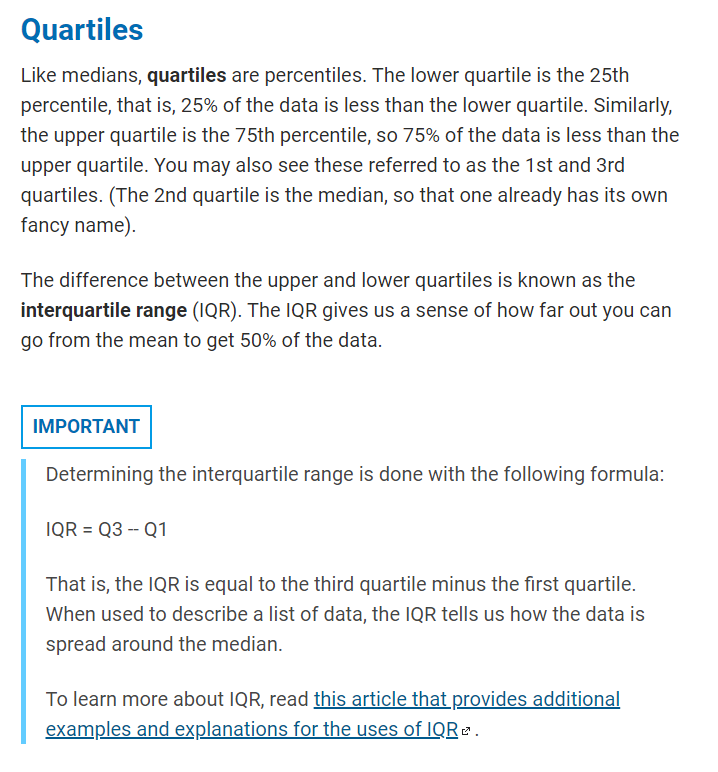 Quartiles
Like medians, quartiles are percentiles. The lower quartile is the 25th
percentile, that is, 25% of the data is less than the lower quartile. Similarly,
the upper quartile is the 75th percentile, so 75% of the data is less than the
upper quartile. You may also see these referred to as the 1st and 3rd
quartiles. (The 2nd quartile is the median, so that one already has its own
fancy name).
The difference between the upper and lower quartiles is known as the
interquartile range (IQR). The IQR gives us a sense of how far out you can
go from the mean to get 50% of the data.
IMPORTANT
Determining the interquartile range is done with the following formula:
IQR = Q3 -- Q1
That is, the IQR is equal to the third quartile minus the first quartile.
When used to describe a list of data, the IQR tells us how the data is
spread around the median.
To learn more about IQR, read this article that provides additional
examples and explanations for the uses of IQR .